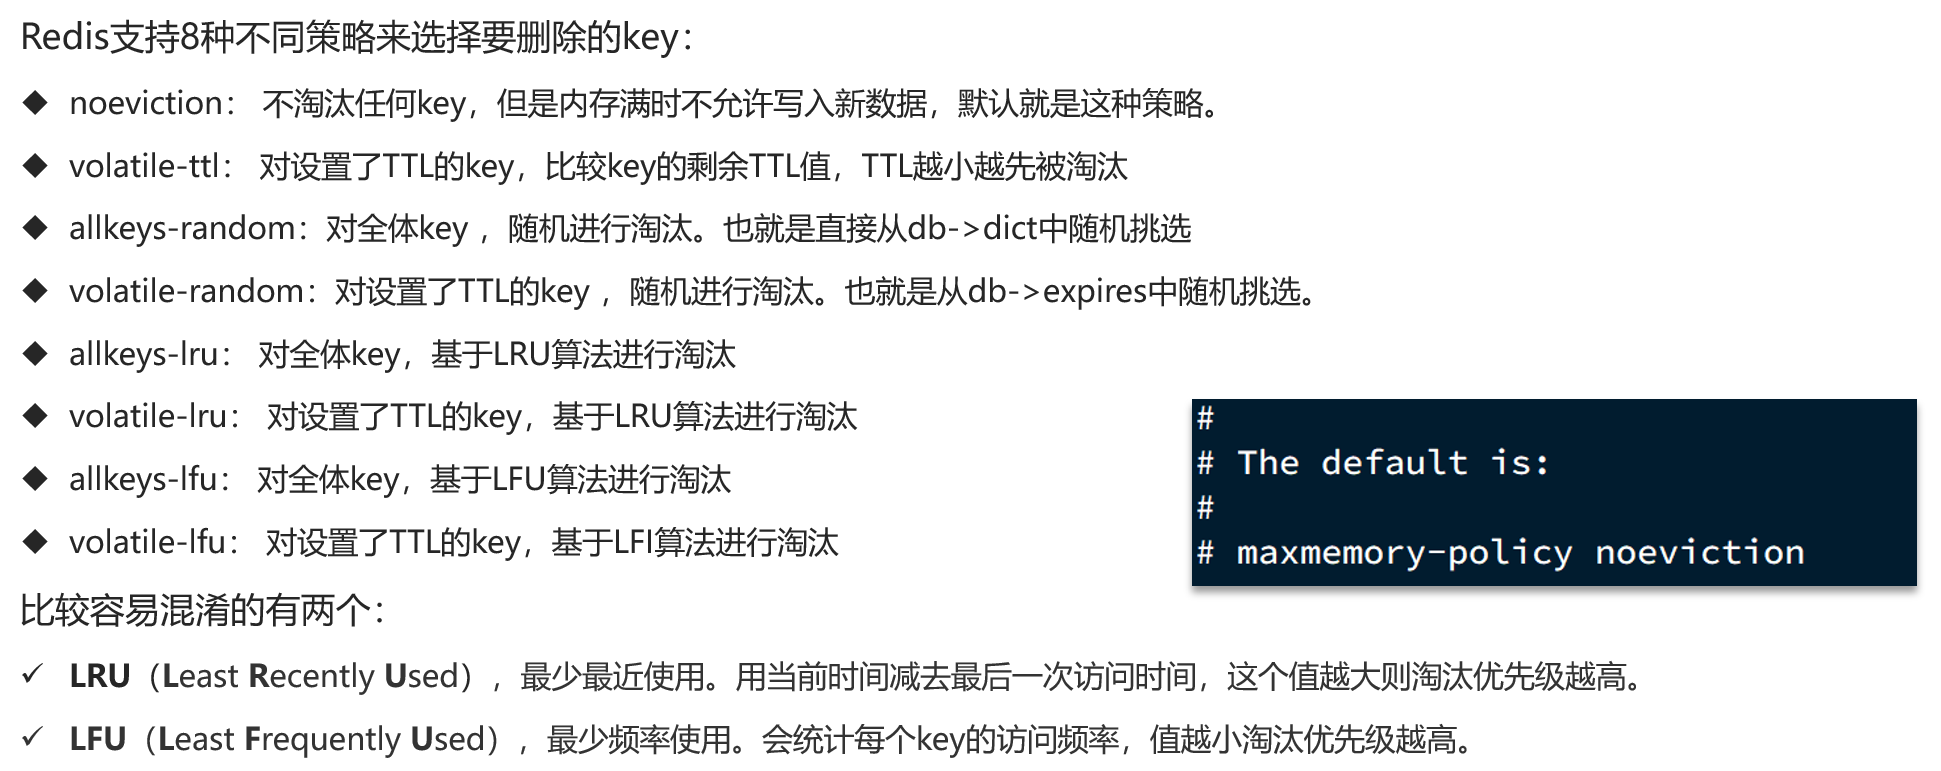 Redis支持8种不同策略来选择要删除的key：
◆ noeviction： 不淘汰任何key，但是内存满时不允许写入新数据，默认就是这种策略。
◆ volatile-ttl： 对设置了TTL的key，比较key的剩余TTL值，TTL越小越先被淘汰
◆ allkeys-random：对全体key ，随机进行淘汰。也就是直接从db->dict中随机挑选
◆ volatile-random：对设置了TTL的key ，随机进行淘汰。也就是从db->expires中随机挑选。
◆ allkeys-lru： 对全体key，基于LRU算法进行淘汰
◆ volatile-lru： 对设置了TTL的key，基于LRU算法进行淘汰
◆ allkeys-lfu： 对全体key，基于LFU算法进行淘汰
◆ volatile-lfu： 对设置了TTL的key，基于LFI算法进行淘汰
#
# The default is:
#
# maxmemory-policy noeviction
比较容易混淆的有两个：
✓ LRU（Least Recently Used），最少最近使用。用当前时间减去最后一次访问时间，这个值越大则淘汰优先级越高。
✓ LFU（Least Frequently Used），最少频率使用。会统计每个key的访问频率，值越小淘汰优先级越高。